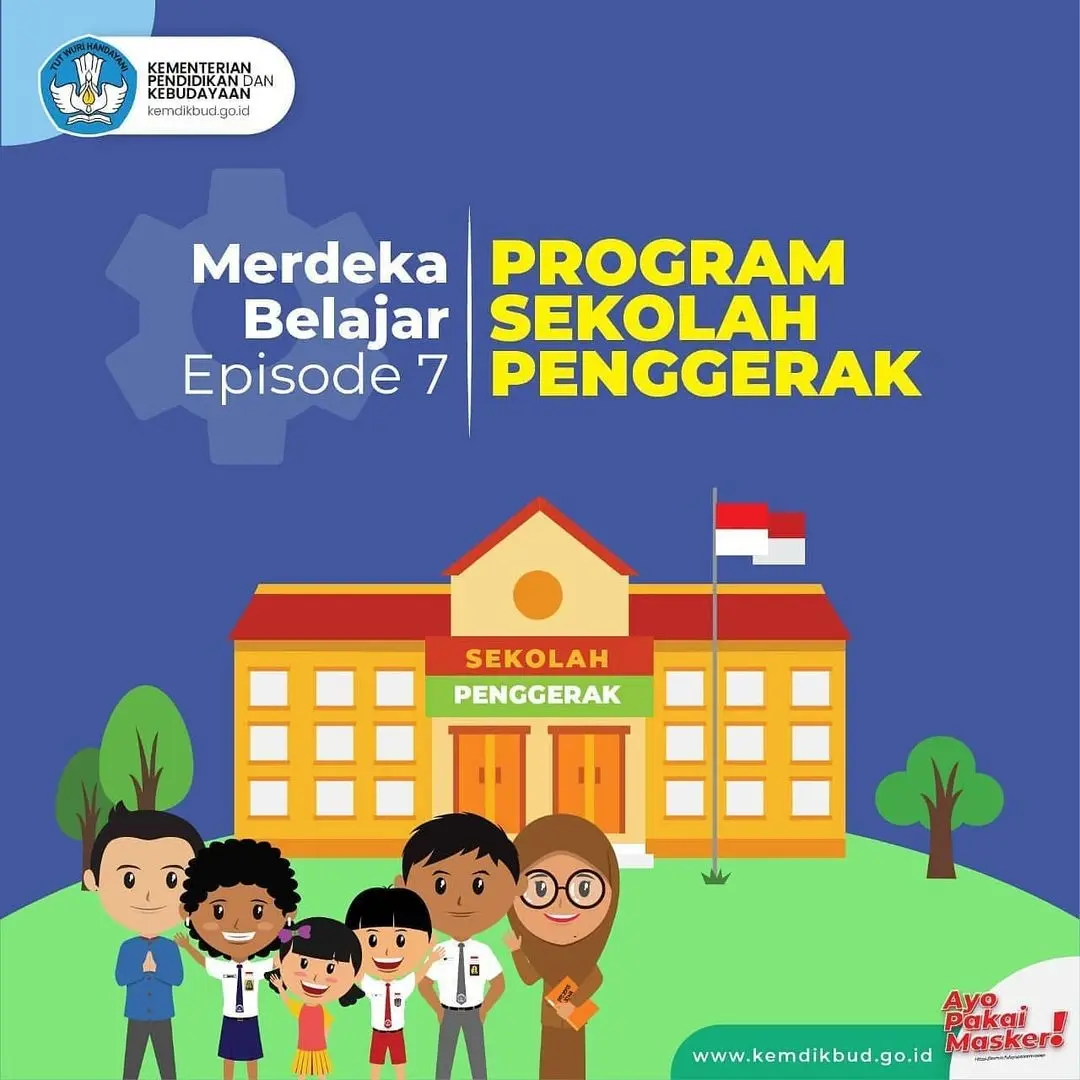 TUT WURI HANDAYANI
KEMENTERIAN
PENDIDIKAN DAN
KEBUDAYAAN
kemdikbud.go.id
Merdeka
Belajar
Episode 7
PROGRAM
SEKOLAH
PENGGERAK
SEKOLAH
PENGGERAK
www.kemdikbud.go.id
Ayo
Pakai
Masker!